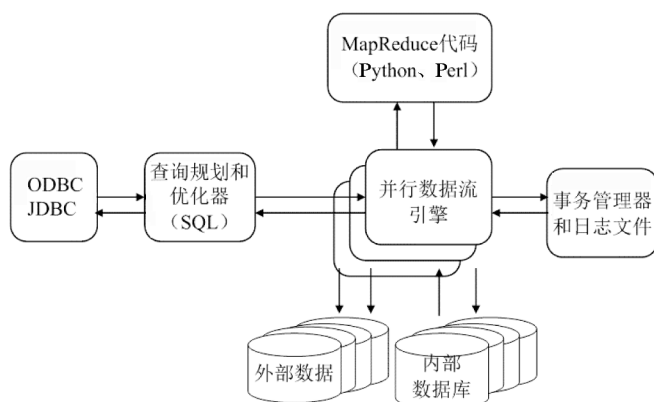 MapReduce代码
（Python、Perl）
ODBC
JDBC
查询规划和
优化器
（SQL）
并行数据流
引擎
事务管理器
和日志文件
外部数据
内部
数据库